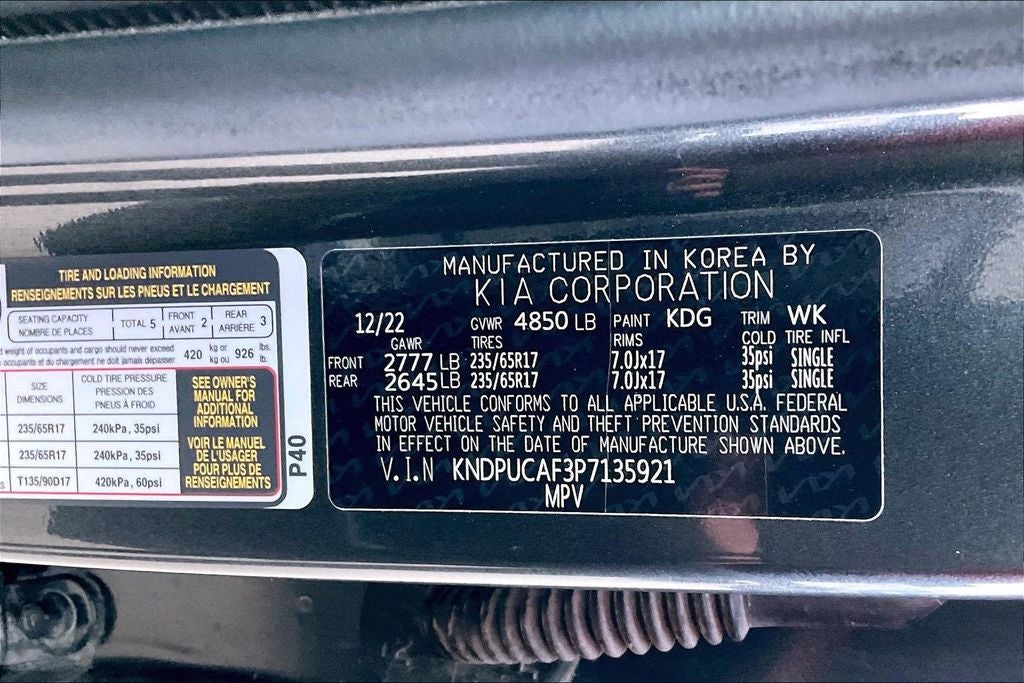 TIRE AND LOADING INFORMATION
RENSEIGNEMENTS SUR LES PNEUS ET LE CHARGEMENT
SEATING CAPACITY
NOMBRE DE PLACES
TOTAL 5
FRONT
AVANT 2
REAR
ARRIÈRE 3
weight of occupants and cargo should never exceed
occupants et du chargement ne doit jamais dépasser
420 kg or
kg ou
926 lbs.
lb.
SIZE
DIMENSIONS
COLD TIRE PRESSURE
PRESSION DES
PNEUS À FROID
235/65R17 240kPa, 35psi
235/65R17 240kPa, 35psi
T135/90D17 420kPa, 60psi
SEE OWNER'S
MANUAL FOR
ADDITIONAL
INFORMATION
VOIR LE MANUEL
DE L'USAGER
POUR PLUS DE
RENSEIGNEMENTS
P40
MANUFACTURED IN KOREA BY
KIA CORPORATION
12/22 GVWR 4850 LB PAINT KDG TRIM WK
GAWR TIRES RIMS COLD TIRE INFL
FRONT 2777 LB 235/65R17 7.0Jx17 35psi SINGLE
REAR 2645 LB 235/65R17 7.0Jx17 35psi SINGLE
THIS VEHICLE CONFORMS TO ALL APPLICABLE U.S.A. FEDERAL
MOTOR VEHICLE SAFETY AND THEFT PREVENTION STANDARDS
IN EFFECT ON THE DATE OF MANUFACTURE SHOWN ABOVE.
V.I.N KNDPUCAF3P7135921
MPV